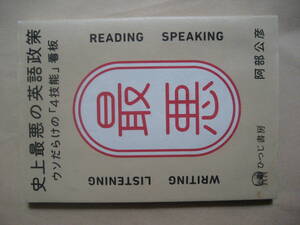 史上最悪の英語政策
ウソだらけの「4技能」看板
READING SPEAKING
最悪
WRITING LISTENING
阿部公彦
ひつじ書房